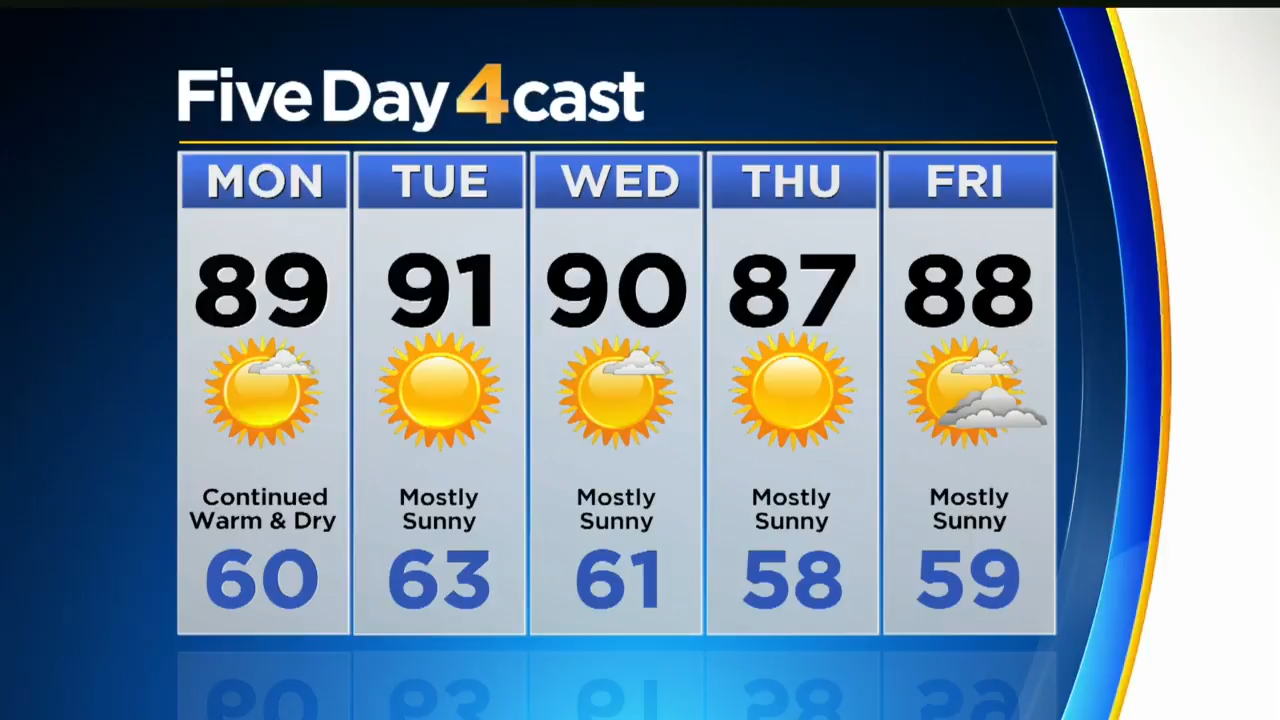 Five Day 4cast
MON TUE WED THU FRI
89 91 90 87 88
Continued Warm & Dry
Mostly Sunny
Mostly Sunny
Mostly Sunny
Mostly Sunny
60 63 61 58 59